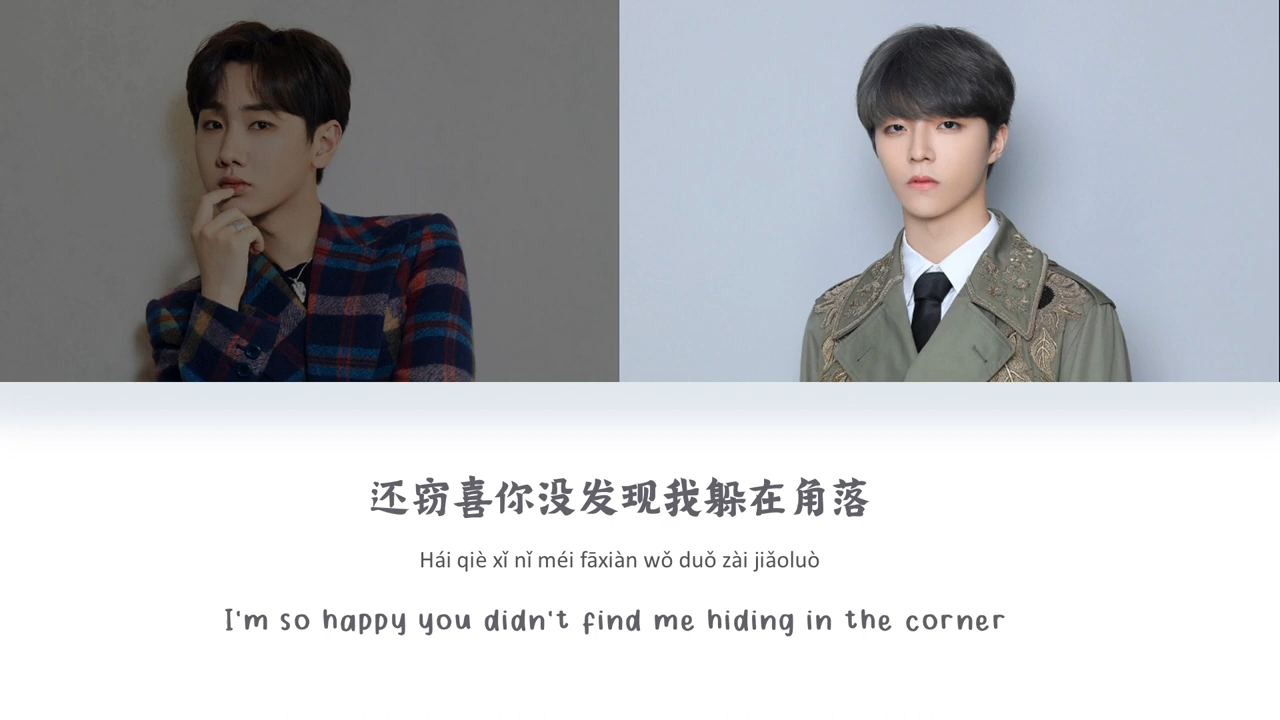 还窃喜你没发现我躲在角落
Hái qiè xǐ nǐ méi fāxiàn wǒ duǒ zài jiǎoluò
I'm so happy you didn't find me hiding in the corner